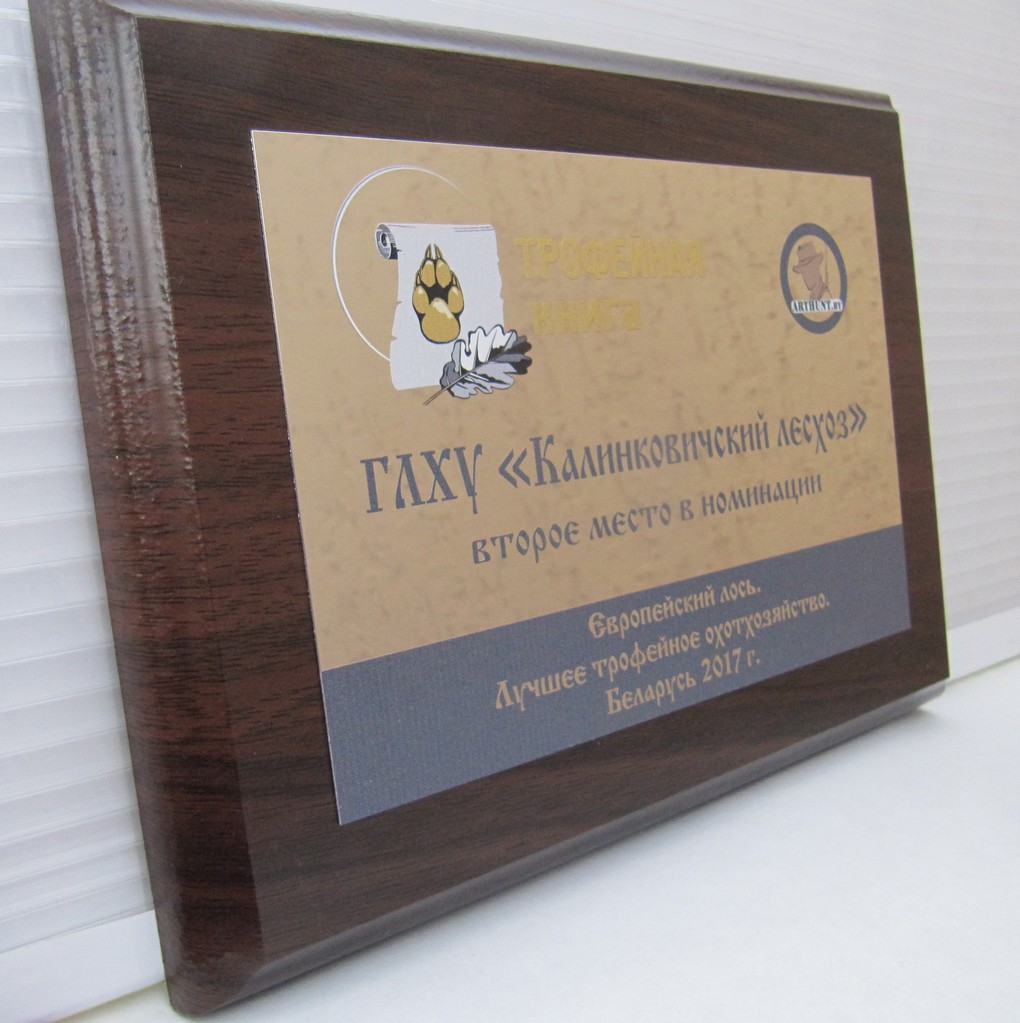 ТРОФЕЙНАЯ
КНИГА
ARTHUNT.BY
ГЛХУ «Калинковичский лесхоз»
второе место в номинации
Европейский лось.
Лучшее трофейное охотхозяйство.
Беларусь 2017 г.